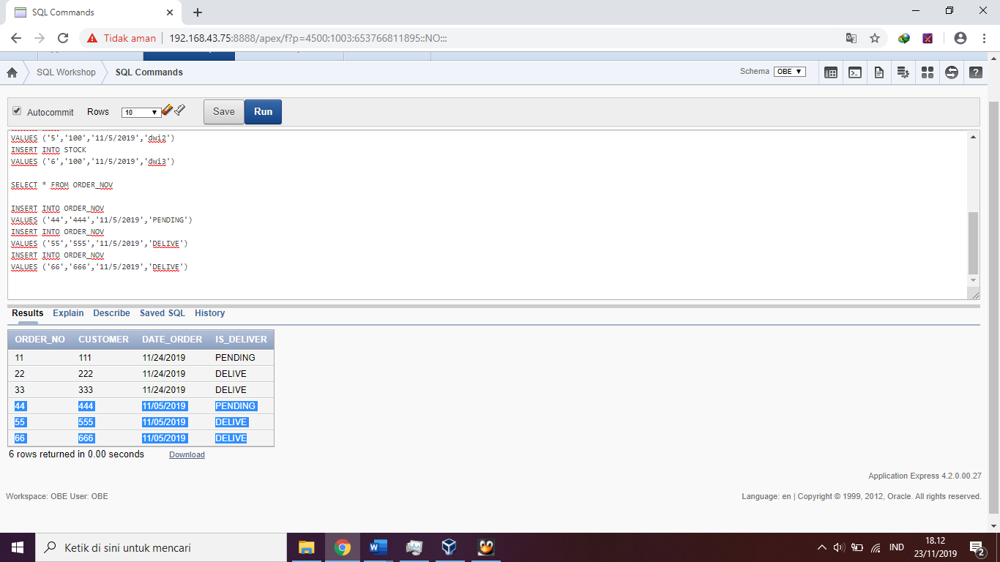 SQL Commands
Tidak aman 192.168.43.75:8888/apex/f?p=4500:1003:653766811895::NO:::
SQL Workshop SQL Commands Schema OBE
Autocommit Rows 10 Save Run
VALUES ('5','100','11/5/2019','dwi2')
INSERT INTO STOCK
VALUES ('6','100','11/5/2019','dwi3')
SELECT * FROM ORDER_NOV
INSERT INTO ORDER_NOV
VALUES ('44','444','11/5/2019','PENDING')
INSERT INTO ORDER_NOV
VALUES ('55','555','11/5/2019','DELIVE')
INSERT INTO ORDER_NOV
VALUES ('66','666','11/5/2019','DELIVE')
Results Explain Describe Saved SQL History
ORDER_NO CUSTOMER DATE_ORDER IS_DELIVER
11 111 11/24/2019 PENDING
22 222 11/24/2019 DELIVE
33 333 11/24/2019 DELIVE
44 444 11/05/2019 PENDING
55 555 11/05/2019 DELIVE
66 666 11/05/2019 DELIVE
6 rows returned in 0.00 seconds Download
Application Express 4.2.0.00.27
Workspace: OBE User: OBE Language: en | Copyright © 1999, 2012, Oracle. All rights reserved.
Ketik di sini untuk mencari
IND
18.12
23/11/2019
2